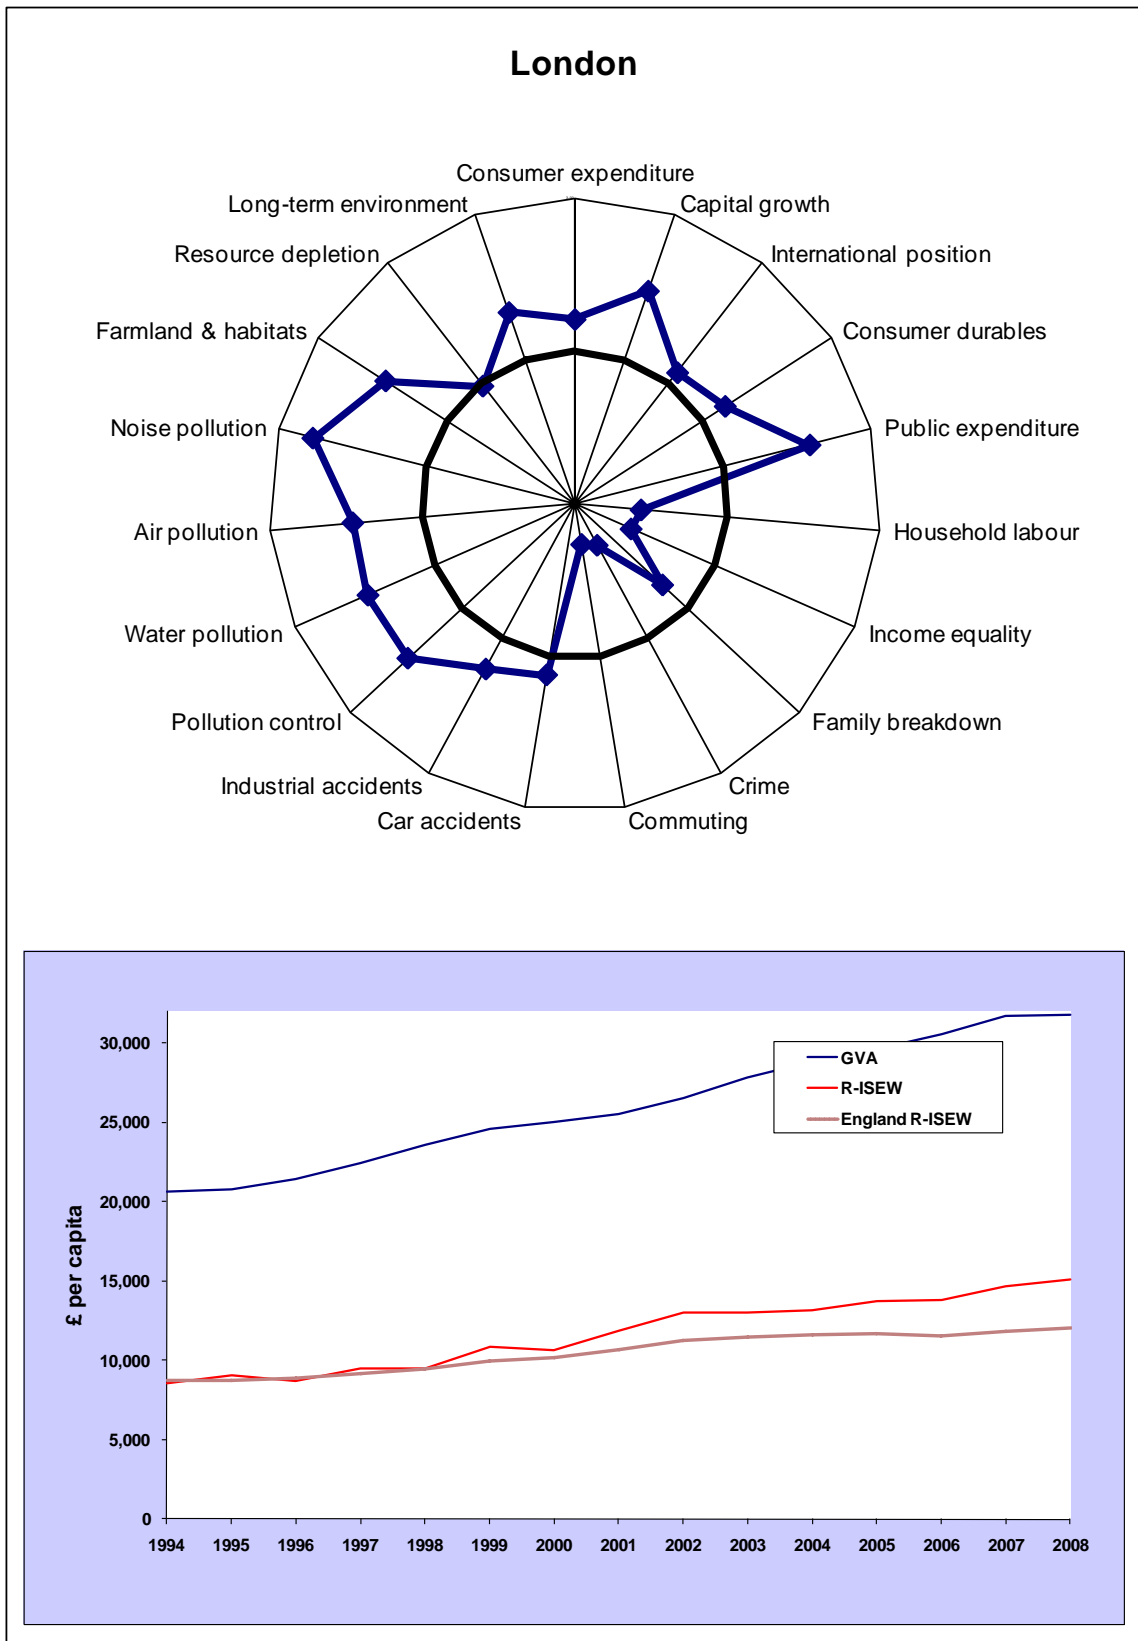 London
Consumer expenditure
Long-term environment
Capital growth
Resource depletion
International position
Farmland & habitats
Consumer durables
Noise pollution
Public expenditure
Air pollution
Household labour
Water pollution
Income equality
Pollution control
Family breakdown
Industrial accidents
Crime
Car accidents
Commuting
30,000
25,000
20,000
15,000
10,000
5,000
0
£ per capita
GVA
R-ISEW
England R-ISEW
1994 1995 1996 1997 1998 1999 2000 2001 2002 2003 2004 2005 2006 2007 2008